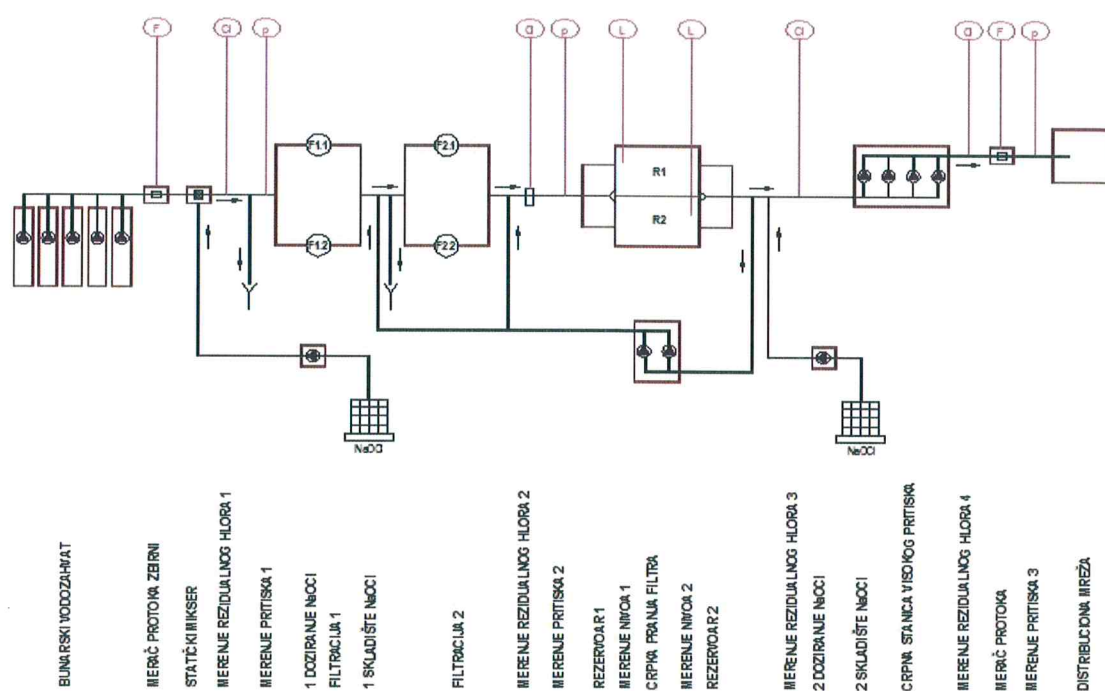 F
Cl
p
Cl
p
L
L
Cl
Cl
F
p
F1.1
F2.1
R1
R2
F1.2
F2.2
NaOCl
NaOCl
BUNARSKI VODOZAHVAT
MERAČ PROTOKA ZBIRNI
STATIČKI MIKSER
MERENJE REZIDUALNOG HLORA 1
MERENJE PRITISKA 1
1 DOZIRANJE NaOCl
FILTRACIJA 1
1 SKLADIŠTE NaOCl
FILTRACIJA 2
MERENJE REZIDUALNOG HLORA 2
MERENJE PRITISKA 2
REZERVOAR R1
MERENJE NIVOA 1
CRPKA PRANJA FILTRA
MERENJE NIVOA 2
REZERVOAR R2
MERENJE REZIDUALNOG HLORA 3
2 DOZIRANJE NaOCl
2 SKLADIŠTE NaOCl
CRPNA STANICA VISOKOG PRITISKA
MERENJE REZIDUALNOG HLORA 4
MERAČ PROTOKA
MERENJE PRITISKA 3
DISTRIBUCIONA MREŽA